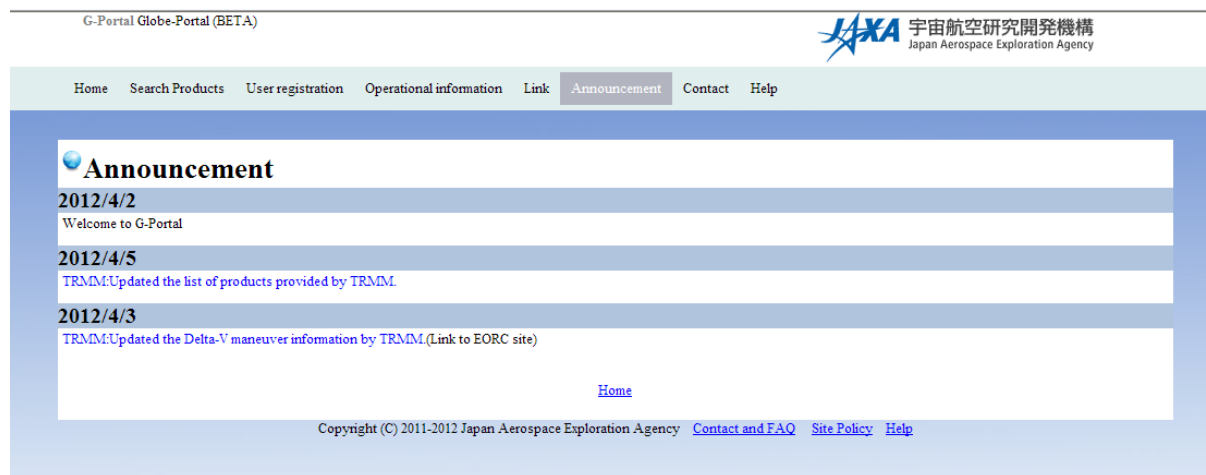 G-Portal Globe-Portal (BETA)
JAXA 宇宙航空研究開発機構
Japan Aerospace Exploration Agency
Home Search Products User registration Operational information Link Announcement Contact Help
Announcement
2012/4/2
Welcome to G-Portal
2012/4/5
TRMM:Updated the list of products provided by TRMM.
2012/4/3
TRMM:Updated the Delta-V maneuver information by TRMM.(Link to EORC site)
Home
Copyright (C) 2011-2012 Japan Aerospace Exploration Agency Contact and FAQ Site Policy Help